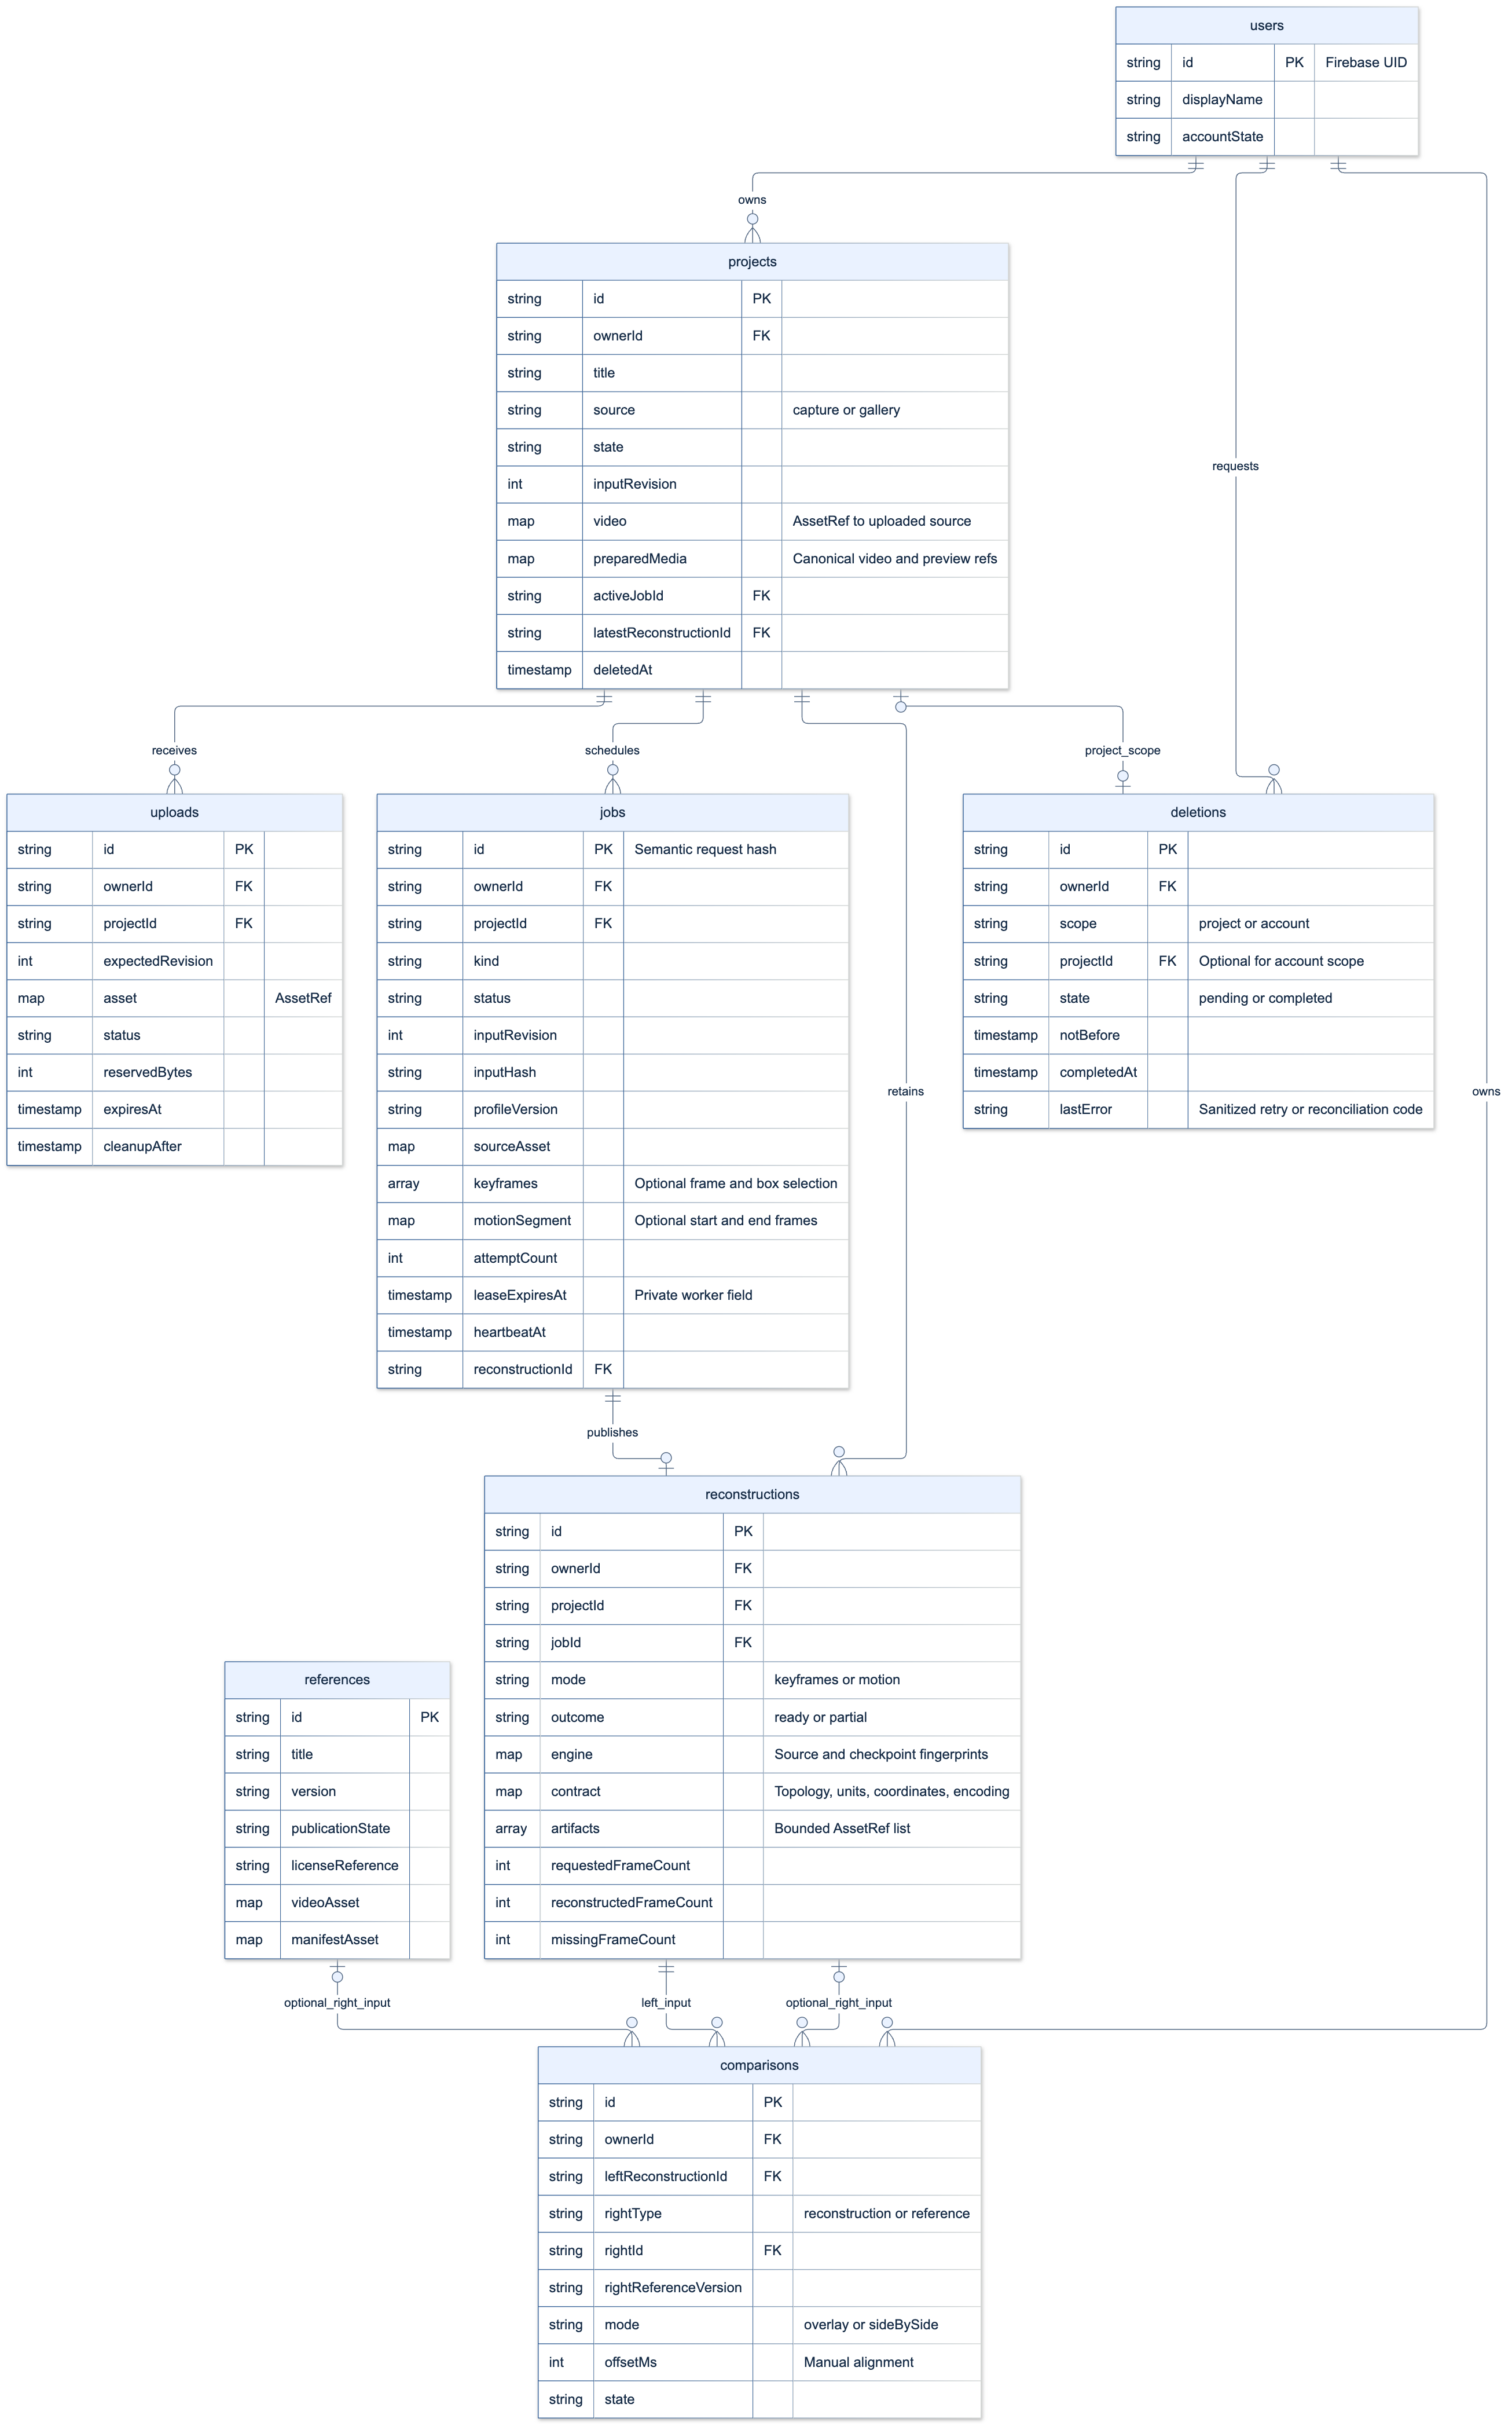 users
string id PK Firebase UID
string displayName
string accountState
owns
projects
string id PK
string ownerId FK
string title
string source capture or gallery
string state
int inputRevision
map video AssetRef to uploaded source
map preparedMedia Canonical video and preview refs
string activeJobId FK
string latestReconstructionId FK
timestamp deletedAt
requests
receives
schedules
project_scope
uploads
string id PK
string ownerId FK
string projectId FK
int expectedRevision
map asset AssetRef
string status
int reservedBytes
timestamp expiresAt
timestamp cleanupAfter
jobs
string id PK Semantic request hash
string ownerId FK
string projectId FK
string kind
string status
int inputRevision
string inputHash
string profileVersion
map sourceAsset
array keyframes Optional frame and box selection
map motionSegment Optional start and end frames
int attemptCount
timestamp leaseExpiresAt Private worker field
timestamp heartbeatAt
string reconstructionId FK
deletions
string id PK
string ownerId FK
string scope project or account
string projectId FK Optional for account scope
string state pending or completed
timestamp notBefore
timestamp completedAt
string lastError Sanitized retry or reconciliation code
retains
owns
publishes
reconstructions
string id PK
string ownerId FK
string projectId FK
string jobId FK
string mode keyframes or motion
string outcome ready or partial
map engine Source and checkpoint fingerprints
map contract Topology, units, coordinates, encoding
array artifacts Bounded AssetRef list
int requestedFrameCount
int reconstructedFrameCount
int missingFrameCount
references
string id PK
string title
string version
string publicationState
string licenseReference
map videoAsset
map manifestAsset
optional_right_input
left_input
optional_right_input
comparisons
string id PK
string ownerId FK
string leftReconstructionId FK
string rightType reconstruction or reference
string rightId FK
string rightReferenceVersion
string mode overlay or sideBySide
int offsetMs Manual alignment
string state